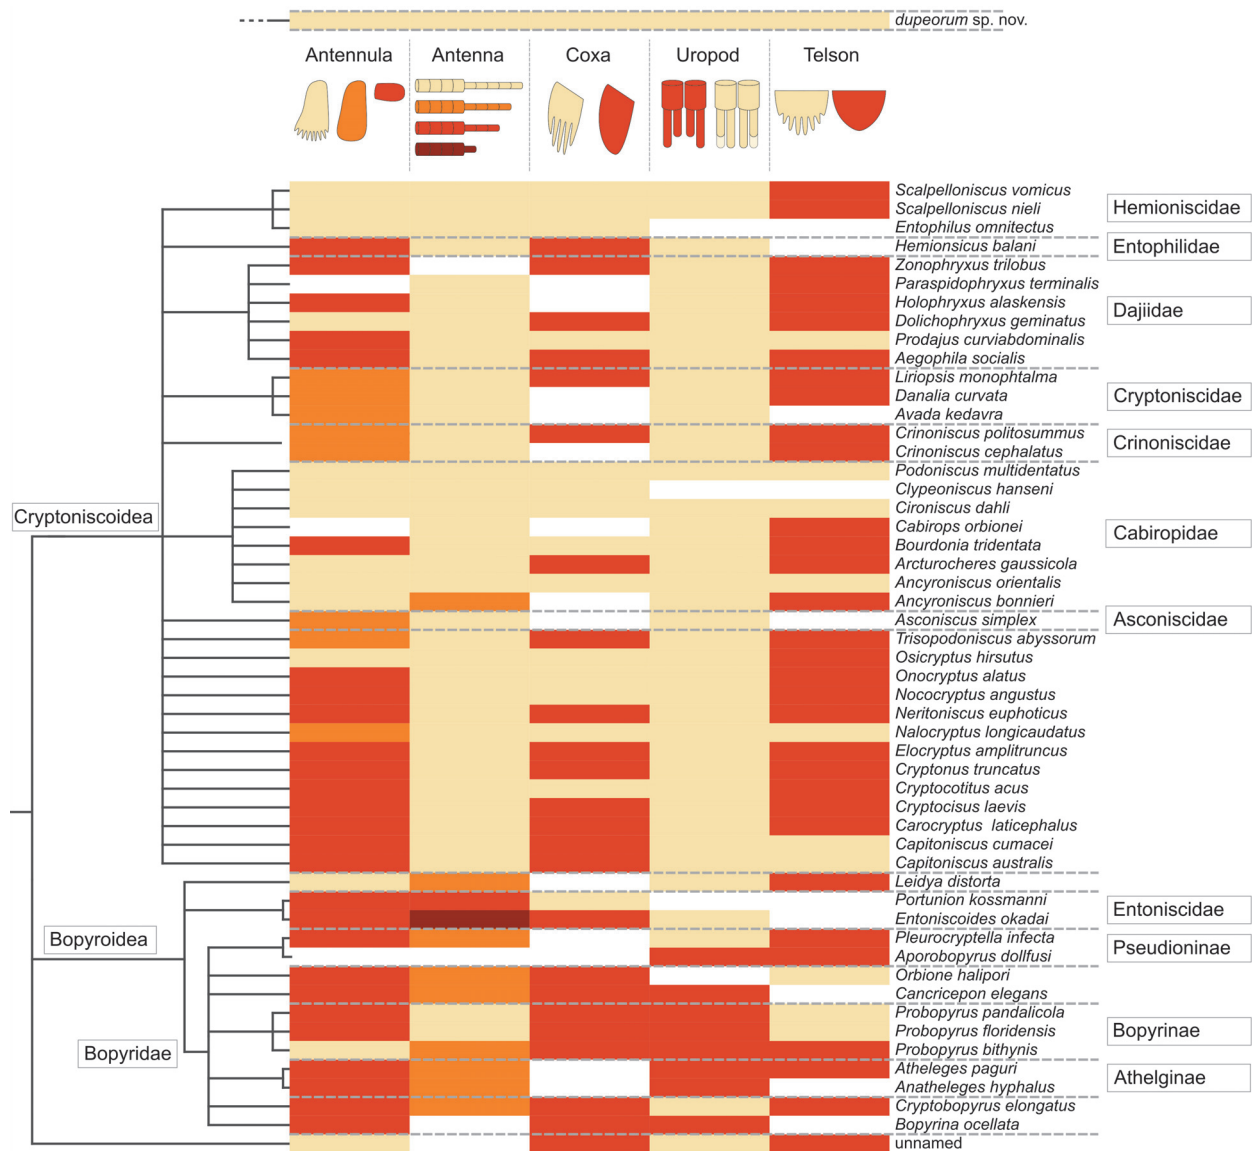 dupeorum sp. nov.
Antennula
Antenna
Coxa
Uropod
Telson
Scalpelloniscus vomicus
Scalpelloniscus nieli
Entophilus omnitectus
Hemioniscidae
Hemionsicus balani
Entophilidae
Zonophryxus trilobus
Paraspidophryxus terminalis
Holophryxus alaskensis
Dolichophryxus geminatus
Prodajus curviabdominalis
Aegophila socialis
Dajiidae
Liriopsis monophtalma
Danalia curvata
Avada kedavra
Cryptoniscidae
Crinoniscus politosummus
Crinoniscus cephalatus
Crinoniscidae
Podoniscus multidentatus
Clypeoniscus hanseni
Cironiscus dahli
Cabirops orbionei
Bourdonia tridentata
Arcturocheres gaussicola
Ancyroniscus orientalis
Ancyroniscus bonnieri
Cabiropidae
Cryptoniscoidea
Asconiscus simplex
Asconiscidae
Trisopodoniscus abyssorum
Osicryptus hirsutus
Onocryptus alatus
Nococryptus angustus
Neritoniscus euphoticus
Nalocryptus longicaudatus
Elocryptus amplitruncus
Cryptonus truncatus
Cryptocotitus acus
Cryptocisus laevis
Carocryptus laticephalus
Capitoniscus cumacei
Capitoniscus australis
Leidya distorta
Portunion kossmanni
Entoniscoides okadai
Entoniscidae
Bopyroidea
Pleurocryptella infecta
Aporobopyrus dollfusi
Pseudioninae
Orbione halipori
Cancricepon elegans
Probopyrus pandalicola
Probopyrus floridensis
Probopyrus bithynis
Bopyrinae
Bopyridae
Atheleges paguri
Anatheleges hyphalus
Athelginae
Cryptobopyrus elongatus
Bopyrina ocellata
unnamed